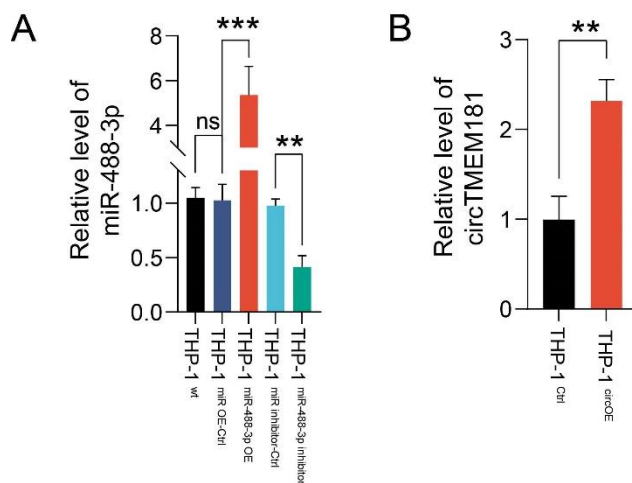 A
Relative level of
miR-488-3p
8
6
4
1.0
0.5
0.0
ns
***
**
THP-1 wt
THP-1 miR OE-Ctrl
THP-1 miR-488-3p OE
THP-1 miR inhibitor-Ctrl
THP-1 miR-488-3p inhibitor
B
Relative level of
circTMEM181
3
2
1
0
**
THP-1 Ctrl
THP-1 circOE